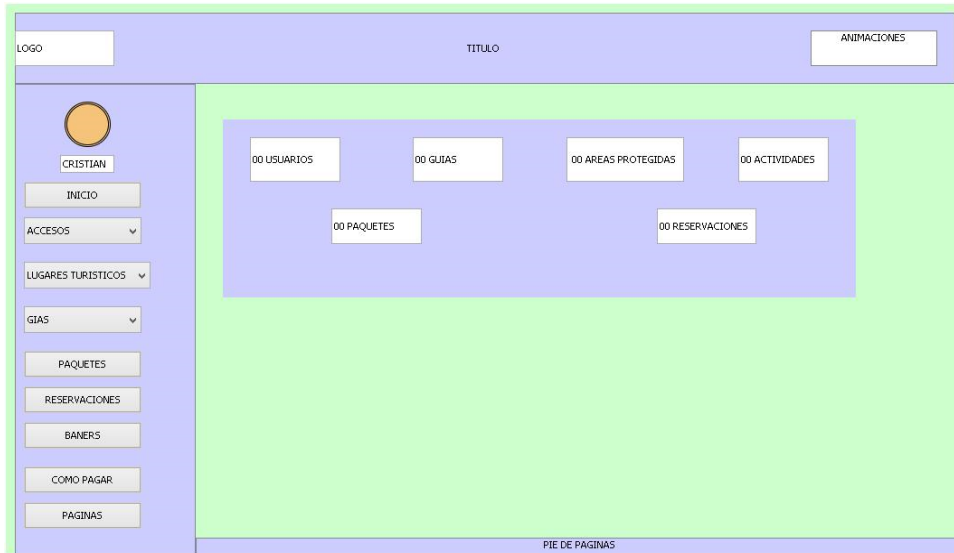 LOGO
TITULO
ANIMACIONES
CRISTIAN
INICIO
ACCESOS
LUGARES TURISTICOS
GIAS
PAQUETES
RESERVACIONES
BANERS
COMO PAGAR
PAGINAS
00 USUARIOS
00 GUIAS
00 AREAS PROTEGIDAS
00 ACTIVIDADES
00 PAQUETES
00 RESERVACIONES
PIE DE PAGINAS